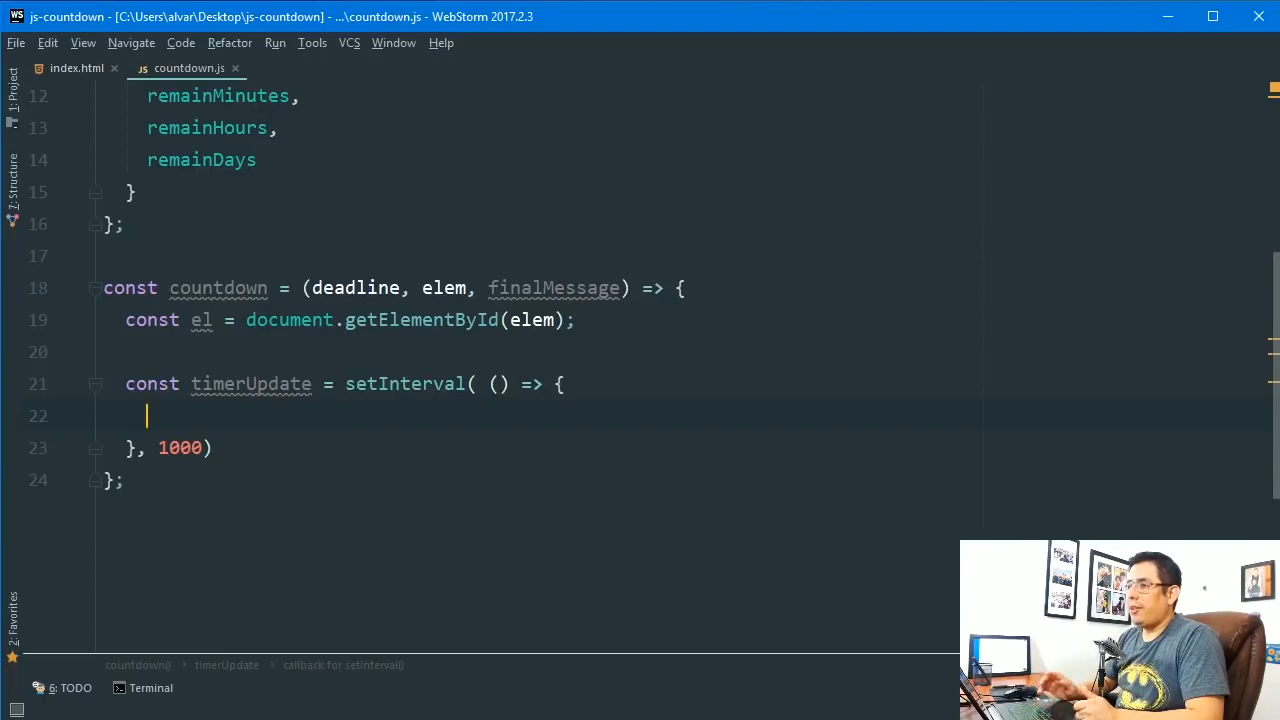 WS js-countdown - [C:\Users\alvar\Desktop\js-countdown] - ...\countdown.js - WebStorm 2017.2.3
File Edit View Navigate Code Refactor Run Tools VCS Window Help
index.html JS countdown.js
1: Project
7: Structure
2: Favorites
12 remainMinutes,
13 remainHours,
14 remainDays
15 }
16 };
17
18 const countdown = (deadline, elem, finalMessage) => {
19 const el = document.getElementById(elem);
20
21 const timerUpdate = setInterval( () => {
22
23 }, 1000)
24 };
countdown() › timerUpdate › callback for setInterval()
6: TODO Terminal